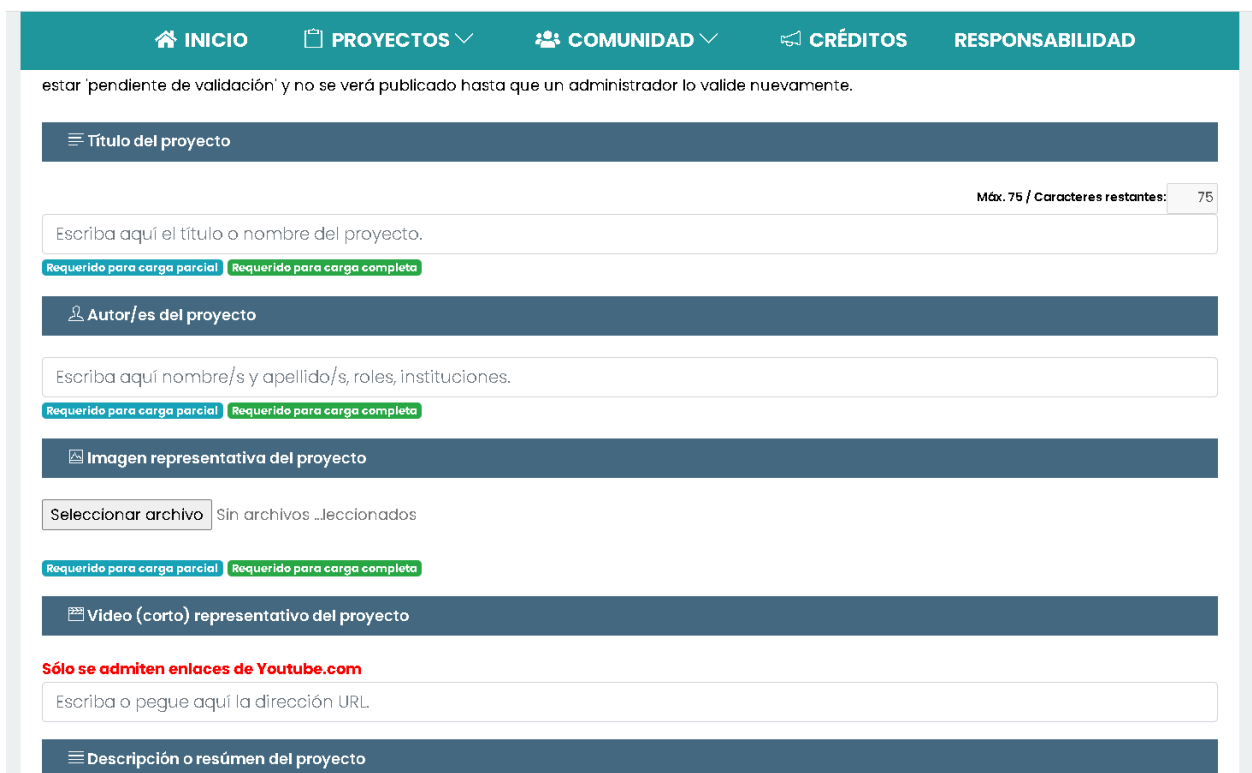 INICIO PROYECTOS COMUNIDAD CRÉDITOS RESPONSABILIDAD
estar 'pendiente de validación' y no se verá publicado hasta que un administrador lo valide nuevamente.
Título del proyecto
Máx. 75 / Caracteres restantes: 75
Escriba aquí el título o nombre del proyecto.
Requerido para carga parcial Requerido para carga completa
Autor/es del proyecto
Escriba aquí nombre/s y apellido/s, roles, instituciones.
Requerido para carga parcial Requerido para carga completa
Imagen representativa del proyecto
Seleccionar archivo Sin archivos ...leccionados
Requerido para carga parcial Requerido para carga completa
Video (corto) representativo del proyecto
Sólo se admiten enlaces de Youtube.com
Escriba o pegue aquí la dirección URL.
Descripción o resúmen del proyecto